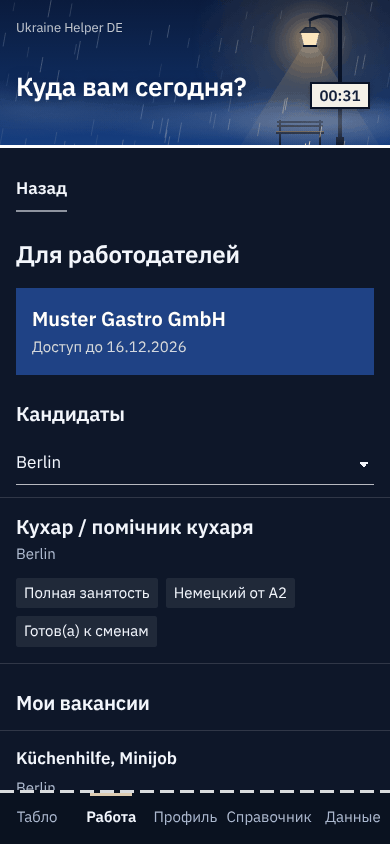 Ukraine Helper DE
Куда вам сегодня?
00:31
Назад
Для работодателей
Muster Gastro GmbH
Доступ до 16.12.2026
Кандидаты
Berlin
Кухар / помічник кухаря
Berlin
Полная занятость
Немецкий от A2
Готов(а) к сменам
Мои вакансии
Küchenhilfe, Minijob
Berlin
Табло
Работа
Профиль
Справочник
Данные